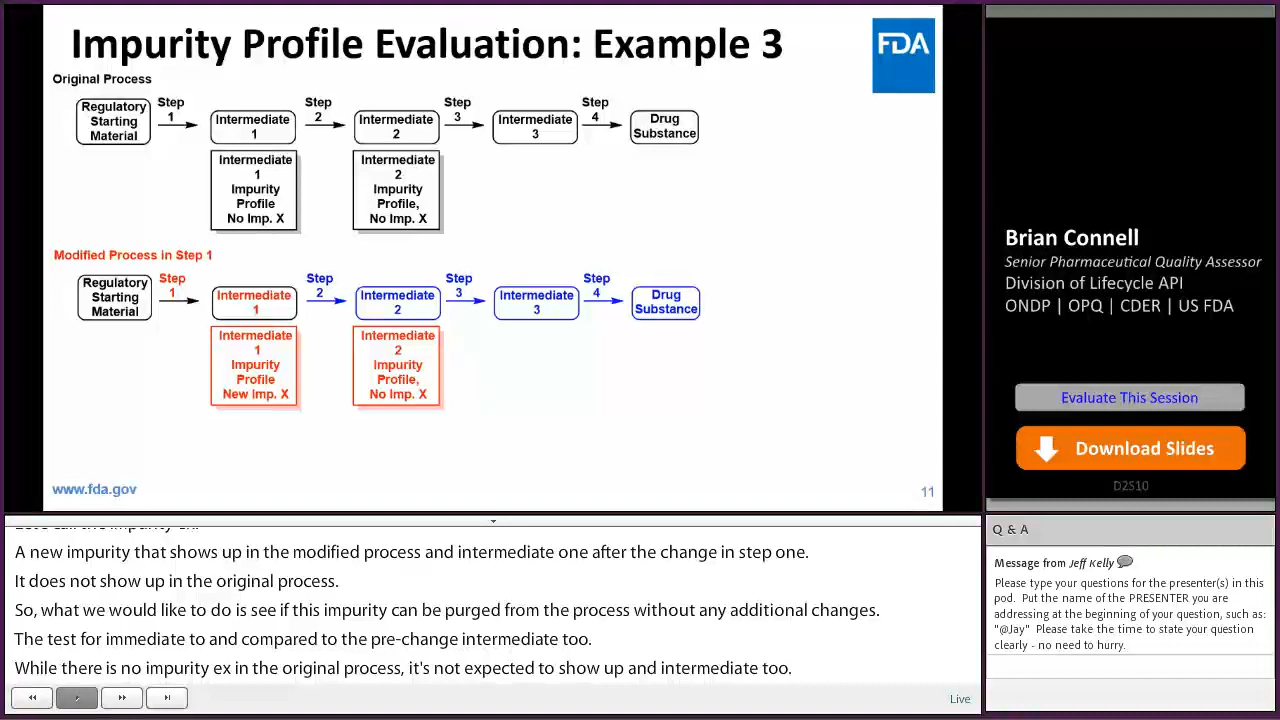 Impurity Profile Evaluation: Example 3
FDA
Original Process
Regulatory
Starting
Material
Step
1
Intermediate
1
Step
2
Intermediate
2
Step
3
Intermediate
3
Step
4
Drug
Substance
Intermediate
1
Impurity
Profile
No Imp. X
Intermediate
2
Impurity
Profile,
No Imp. X
Modified Process in Step 1
Regulatory
Starting
Material
Step
1
Intermediate
1
Step
2
Intermediate
2
Step
3
Intermediate
3
Step
4
Drug
Substance
Intermediate
1
Impurity
Profile
New Imp. X
Intermediate
2
Impurity
Profile,
No Imp. X
www.fda.gov
11
Brian Connell
Senior Pharmaceutical Quality Assessor
Division of Lifecycle API
ONDP | OPQ | CDER | US FDA
Evaluate This Session
Download Slides
D2S10
A new impurity that shows up in the modified process and intermediate one after the change in step one.
It does not show up in the original process.
So, what we would like to do is see if this impurity can be purged from the process without any additional changes.
The test for immediate to and compared to the pre-change intermediate too.
While there is no impurity ex in the original process, it's not expected to show up and intermediate too.
Live
Q & A
Message from Jeff Kelly
Please type your questions for the presenter(s) in this
pod. Put the name of the PRESENTER you are
addressing at the beginning of your question, such as:
"@Jay" Please take the time to state your question
clearly - no need to hurry.